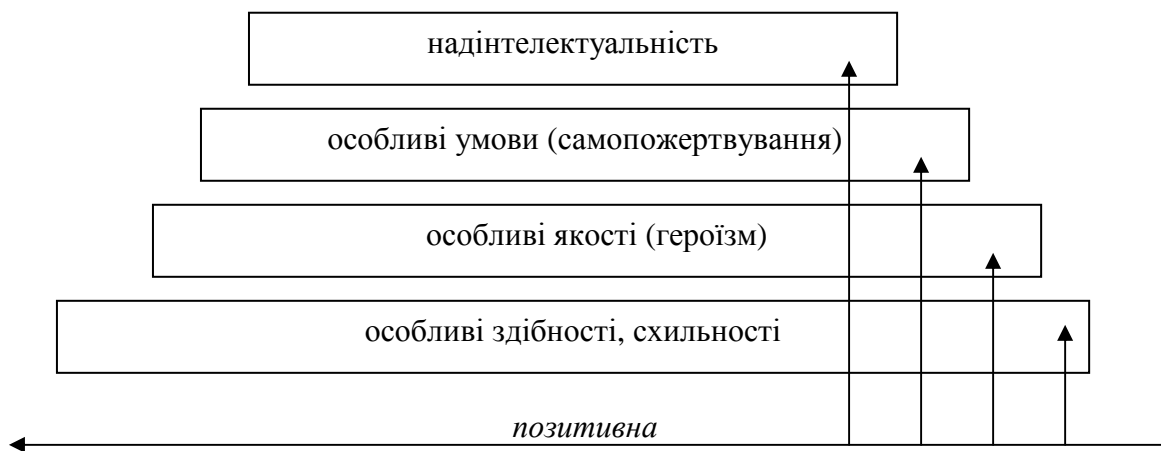 надінтелектуальність
особливі умови (самопожертвування)
особливі якості (героїзм)
особливі здібності, схильності
позитивна